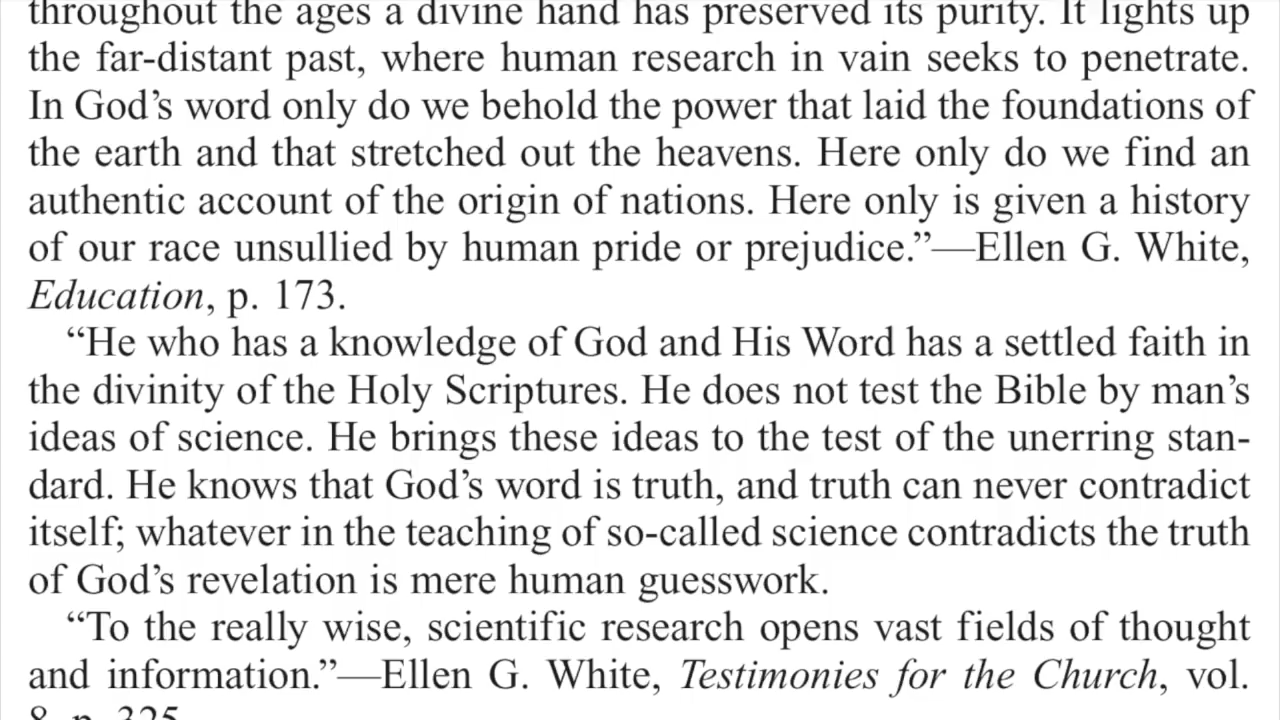 throughout the ages a divine hand has preserved its purity. It lights up
the far-distant past, where human research in vain seeks to penetrate.
In God’s word only do we behold the power that laid the foundations of
the earth and that stretched out the heavens. Here only do we find an
authentic account of the origin of nations. Here only is given a history
of our race unsullied by human pride or prejudice.”—Ellen G. White,
Education, p. 173.
“He who has a knowledge of God and His Word has a settled faith in
the divinity of the Holy Scriptures. He does not test the Bible by man’s
ideas of science. He brings these ideas to the test of the unerring stan-
dard. He knows that God’s word is truth, and truth can never contradict
itself; whatever in the teaching of so-called science contradicts the truth
of God’s revelation is mere human guesswork.
“To the really wise, scientific research opens vast fields of thought
and information.”—Ellen G. White, Testimonies for the Church, vol.
8, p. 325